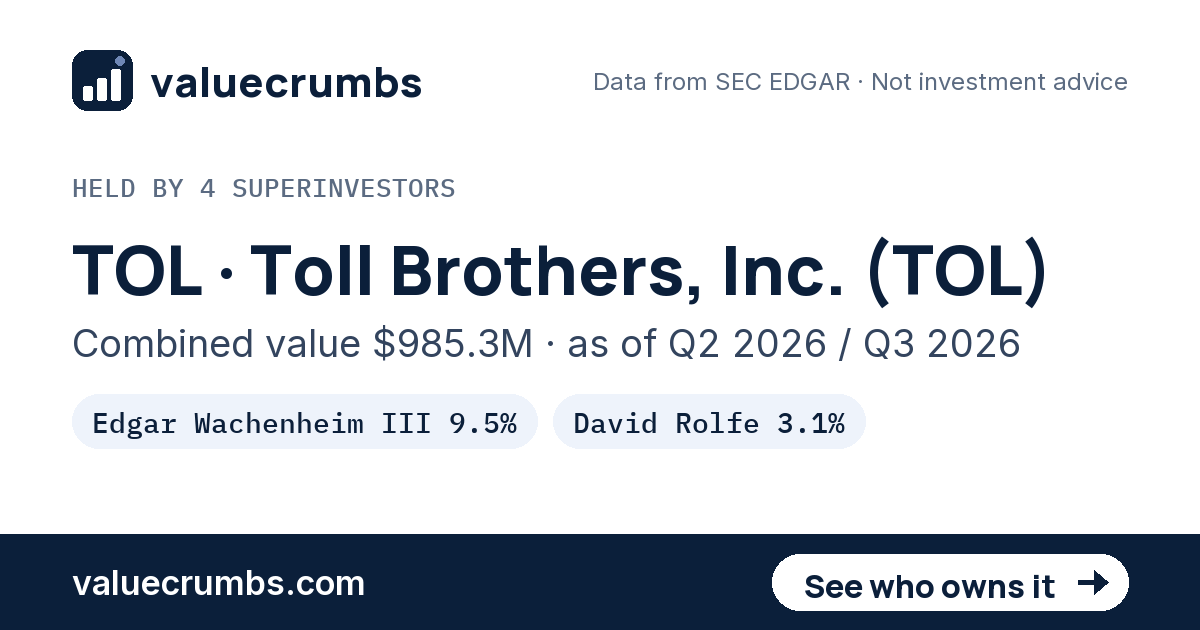 valuecrumbs
Data from SEC EDGAR · Not investment advice
HELD BY 4 SUPERINVESTORS
TOL · Toll Brothers, Inc. (TOL)
Combined value $985.3M · as of Q2 2026 / Q3 2026
Edgar Wachenheim III 9.5%
David Rolfe 3.1%
valuecrumbs.com
See who owns it →